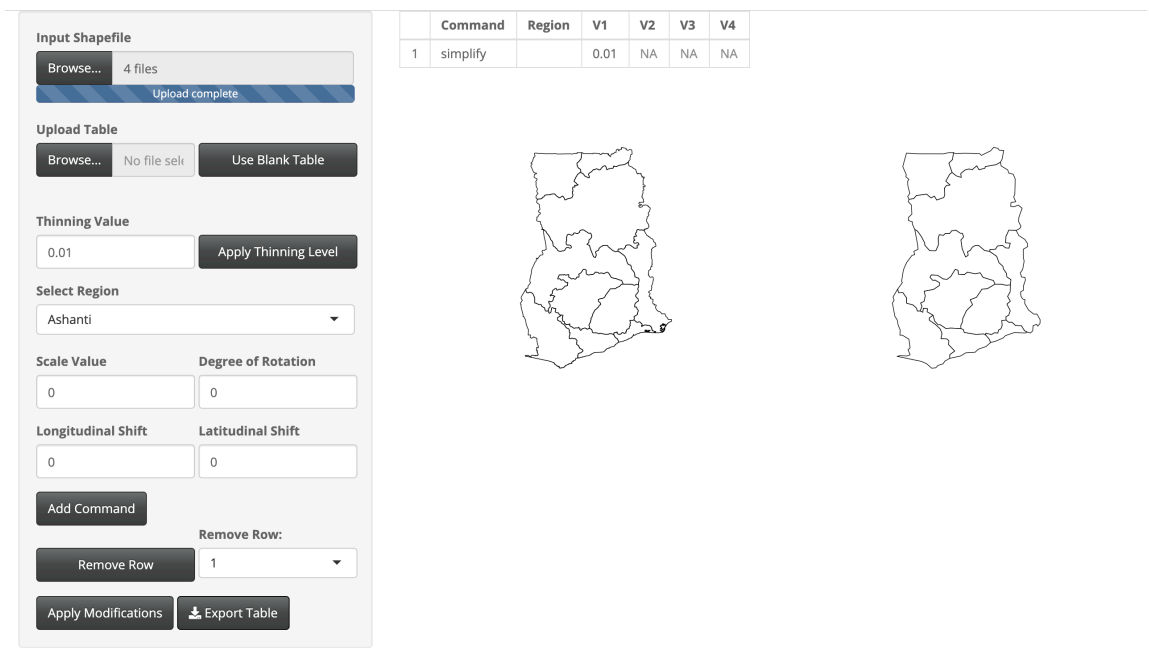 Input Shapefile
Browse... 4 files
Upload complete
Upload Table
Browse... No file sele Use Blank Table
Thinning Value
0.01 Apply Thinning Level
Select Region
Ashanti
Scale Value Degree of Rotation
0 0
Longitudinal Shift Latitudinal Shift
0 0
Add Command
Remove Row:
Remove Row 1
Apply Modifications Export Table
Command Region V1 V2 V3 V4
1 simplify 0.01 NA NA NA